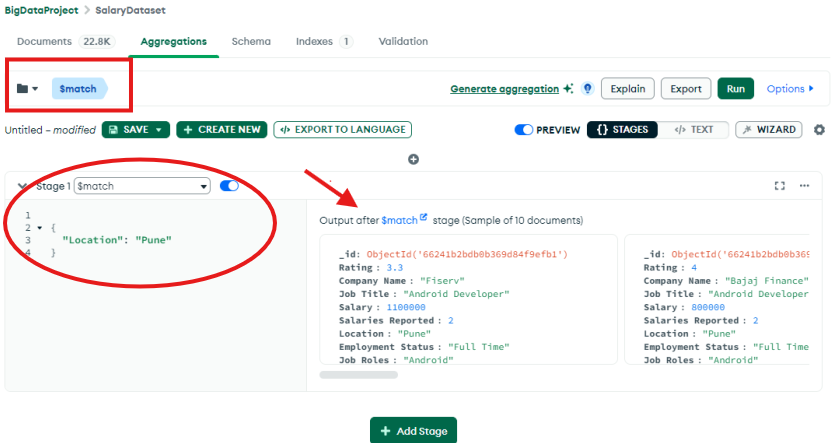 BigDataProject > SalaryDataset
Documents 22.8K Aggregations Schema Indexes 1 Validation
$match Generate aggregation Explain Export Run Options
Untitled – modified SAVE + CREATE NEW </> EXPORT TO LANGUAGE PREVIEW {} STAGES </> TEXT WIZARD
Stage 1 $match
1
2 {
3 "Location": "Pune"
4 }
Output after $match stage (Sample of 10 documents)
_id: ObjectId('66241b2bdb0b369d84f9efb1')
Rating : 3.3
Company Name : "Fiserv"
Job Title : "Android Developer"
Salary : 1100000
Salaries Reported : 2
Location : "Pune"
Employment Status : "Full Time"
Job Roles : "Android"
_id: ObjectId('66241b2bdb0b369
Rating : 4
Company Name : "Bajaj Finance"
Job Title : "Android Developer
Salary : 800000
Salaries Reported : 2
Location : "Pune"
Employment Status : "Full Time
Job Roles : "Android"
+ Add Stage